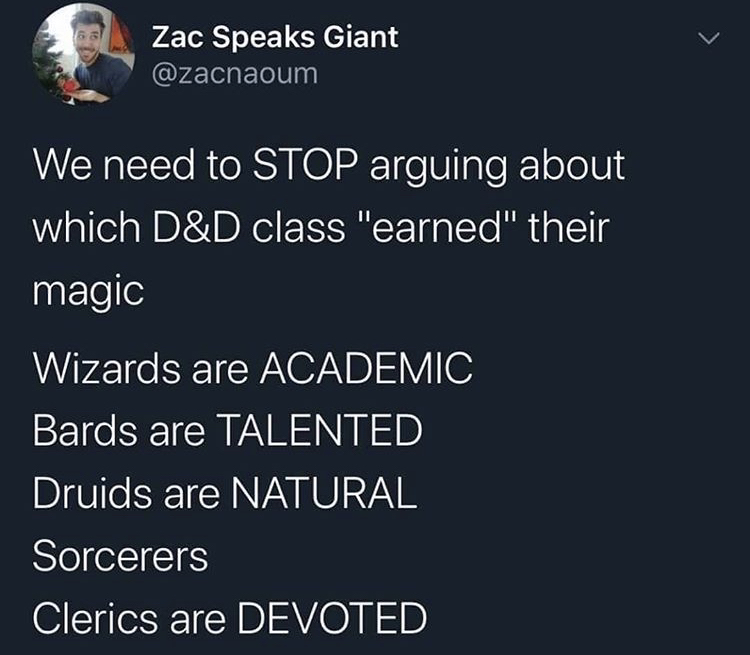 Zac Speaks Giant
@zacnaoum
We need to STOP arguing about
which D&D class "earned" their
magic
Wizards are ACADEMIC
Bards are TALENTED
Druids are NATURAL
Sorcerers
Clerics are DEVOTED